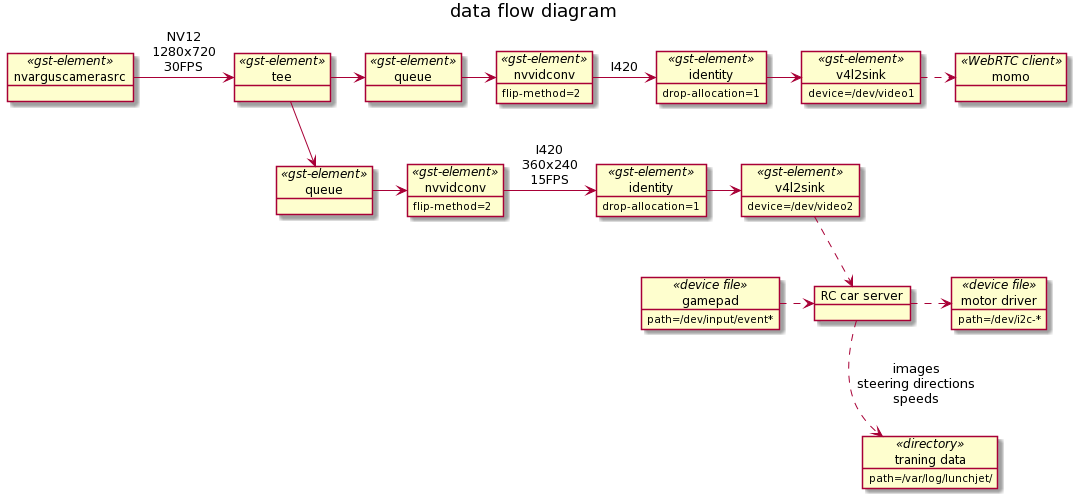 data flow diagram
NV12
1280x720
30FPS
«gst-element»
nvarguscamerasrc
«gst-element»
tee
«gst-element»
queue
«gst-element»
nvvidconv
flip-method=2
I420
«gst-element»
identity
drop-allocation=1
«gst-element»
v4l2sink
device=/dev/video1
«WebRTC client»
momo
«gst-element»
queue
«gst-element»
nvvidconv
flip-method=2
I420
360x240
15FPS
«gst-element»
identity
drop-allocation=1
«gst-element»
v4l2sink
device=/dev/video2
«device file»
gamepad
path=/dev/input/event*
RC car server
«device file»
motor driver
path=/dev/i2c-*
images
steering directions
speeds
«directory»
traning data
path=/var/log/lunchjet/